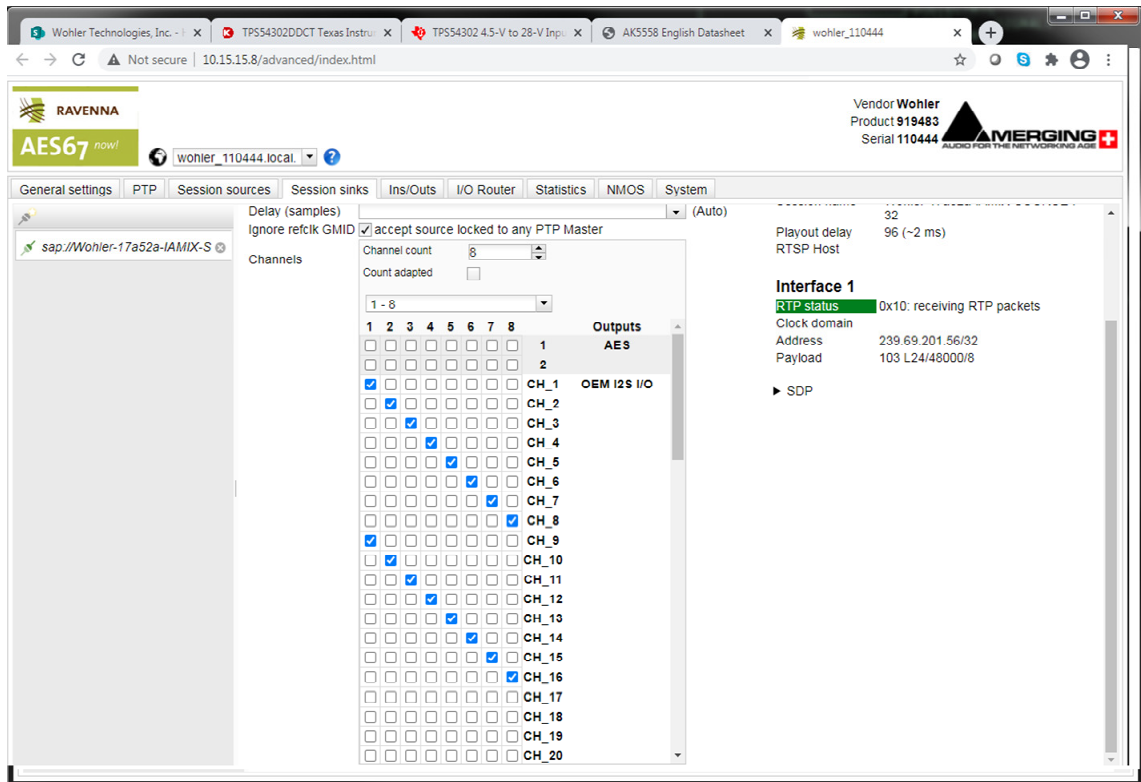 Wohler Technologies, Inc. -
TPS54302DDCT Texas Instru
TPS54302 4.5-V to 28-V Inpu
AK5558 English Datasheet
wohler_110444
Not secure | 10.15.15.8/advanced/index.html
RAVENNA
AES67 now!
wohler_110444.local.
Vendor Wohler
Product 919483
Serial 110444
MERGING
AUDIO FOR THE NETWORKING AGE
General settings PTP Session sources Session sinks Ins/Outs I/O Router Statistics NMOS System
sap://Wohler-17a52a-IAMIX-S
Delay (samples) (Auto)
Ignore refclk GMID accept source locked to any PTP Master
Channels
Channel count 8
Count adapted
1 - 8
1 2 3 4 5 6 7 8 Outputs
1 AES
2
CH_1 OEM I2S I/O
CH_2
CH_3
CH_4
CH_5
CH_6
CH_7
CH_8
CH_9
CH_10
CH_11
CH_12
CH_13
CH_14
CH_15
CH_16
CH_17
CH_18
CH_19
CH_20
32
Playout delay 96 (~2 ms)
RTSP Host
Interface 1
RTP status 0x10: receiving RTP packets
Clock domain
Address 239.69.201.56/32
Payload 103 L24/48000/8
SDP